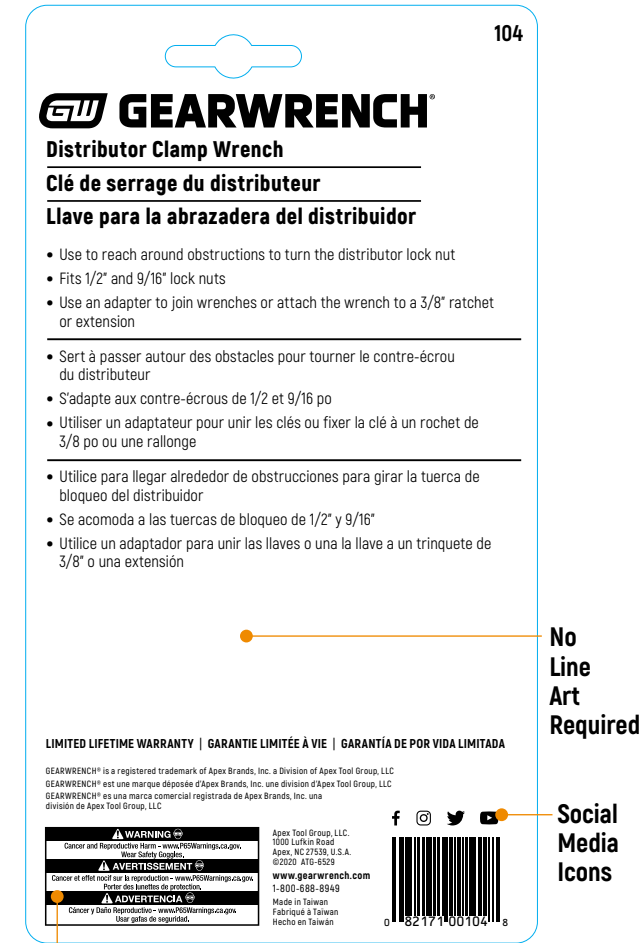 104
GW GEARWRENCH®
Distributor Clamp Wrench
Clé de serrage du distributeur
Llave para la abrazadera del distribuidor
• Use to reach around obstructions to turn the distributor lock nut
• Fits 1/2" and 9/16" lock nuts
• Use an adapter to join wrenches or attach the wrench to a 3/8" ratchet
or extension
• Sert à passer autour des obstacles pour tourner le contre-écrou
du distributeur
• S'adapte aux contre-écrous de 1/2 et 9/16 po
• Utiliser un adaptateur pour unir les clés ou fixer la clé à un rochet de
3/8 po ou une rallonge
• Utilice para llegar alrededor de obstrucciones para girar la tuerca de
bloqueo del distribuidor
• Se acomoda a las tuercas de bloqueo de 1/2" y 9/16"
• Utilice un adaptador para unir las llaves o una la llave a un trinquete de
3/8" o una extensión
No
Line
Art
Required
LIMITED LIFETIME WARRANTY | GARANTIE LIMITÉE À VIE | GARANTÍA DE POR VIDA LIMITADA
GEARWRENCH® is a registered trademark of Apex Brands, Inc. a Division of Apex Tool Group, LLC
GEARWRENCH® est une marque déposée d'Apex Brands, Inc. une division d'Apex Tool Group, LLC
GEARWRENCH® es una marca comercial registrada de Apex Brands, Inc. una
división de Apex Tool Group, LLC
Social
Media
Icons
WARNING
Cancer and Reproductive Harm – www.P65Warnings.ca.gov.
Wear Safety Goggles.
AVERTISSEMENT
Cancer et effet nocif sur la reproduction – www.P65Warnings.ca.gov.
Porter des lunettes de protection.
ADVERTENCIA
Cáncer y Daño Reproductivo – www.P65Warnings.ca.gov.
Usar gafas de seguridad.
Apex Tool Group, LLC.
1000 Lufkin Road
Apex, NC 27539, U.S.A.
©2020 ATG-6529
www.gearwrench.com
1-800-688-8949
Made in Taiwan
Fabriqué à Taiwan
Hecho en Taiwán
0 82171 00104 8